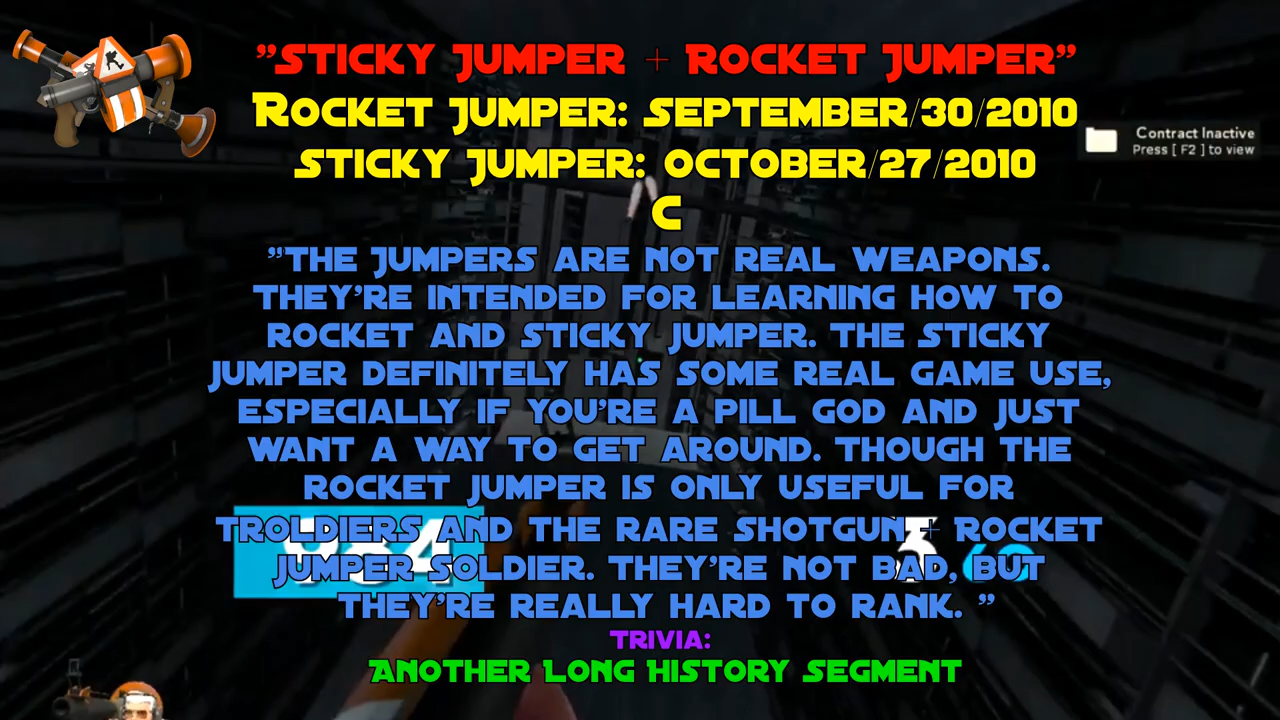 "Sticky Jumper + Rocket Jumper"
Rocket Jumper: September/30/2010
Sticky Jumper: October/27/2010
C
"The Jumpers are not real weapons.
They're intended for learning how to
rocket and sticky jumper. The Sticky
Jumper definitely has some real game use,
especially if you're a pill god and just
want a way to get around. Though the
Rocket Jumper is only useful for
Troldiers and the rare Shotgun + Rocket
Jumper Soldier. They're not bad, but
they're really hard to rank. "
Trivia:
Another Long History Segment
Contract Inactive
Press [ F2 ] to view